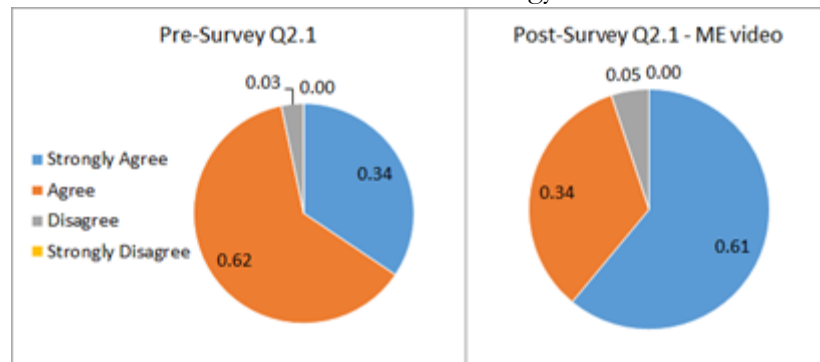 Pre-Survey Q2.1
0.03
0.00
0.34
0.62
Strongly Agree
Agree
Disagree
Strongly Disagree
Post-Survey Q2.1 - ME video
0.05
0.00
0.34
0.61